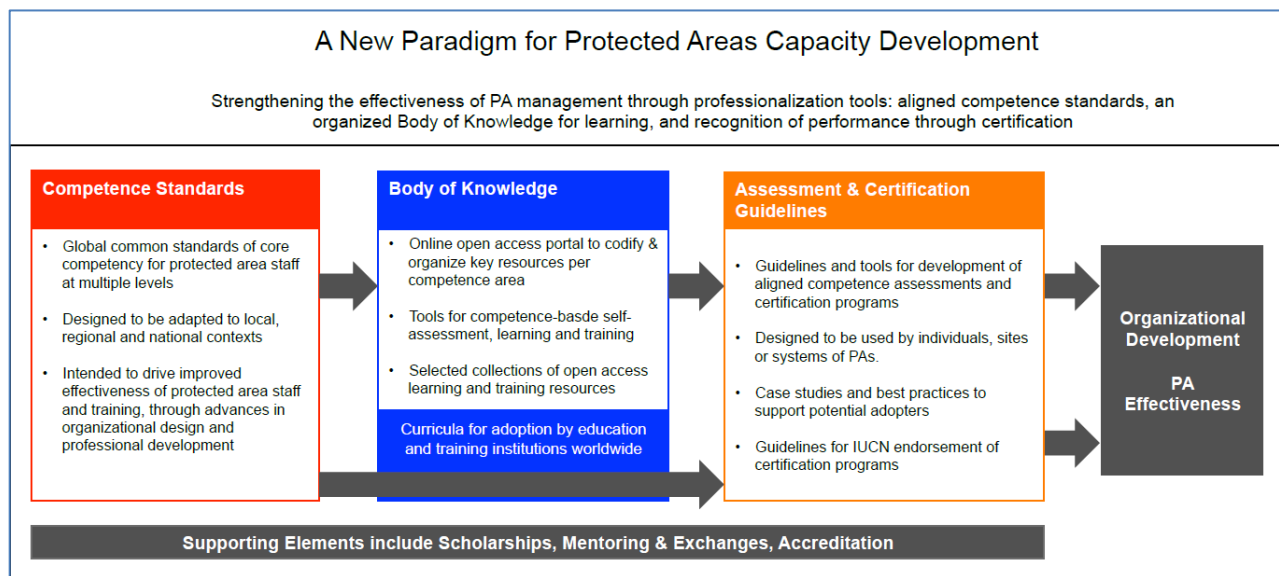 A New Paradigm for Protected Areas Capacity Development
Strengthening the effectiveness of PA management through professionalization tools: aligned competence standards, an
organized Body of Knowledge for learning, and recognition of performance through certification
Competence Standards
• Global common standards of core
competency for protected area staff
at multiple levels
• Designed to be adapted to local,
regional and national contexts
• Intended to drive improved
effectiveness of protected area staff
and training, through advances in
organizational design and
professional development
Body of Knowledge
• Online open access portal to codify &
organize key resources per
competence area
• Tools for competence-basde self-
assessment, learning and training
• Selected collections of open access
learning and training resources
Curricula for adoption by education
and training institutions worldwide
Assessment & Certification
Guidelines
• Guidelines and tools for development of
aligned competence assessments and
certification programs
• Designed to be used by individuals, sites
or systems of PAs.
• Case studies and best practices to
support potential adopters
• Guidelines for IUCN endorsement of
certification programs
Organizational
Development
PA
Effectiveness
Supporting Elements include Scholarships, Mentoring & Exchanges, Accreditation